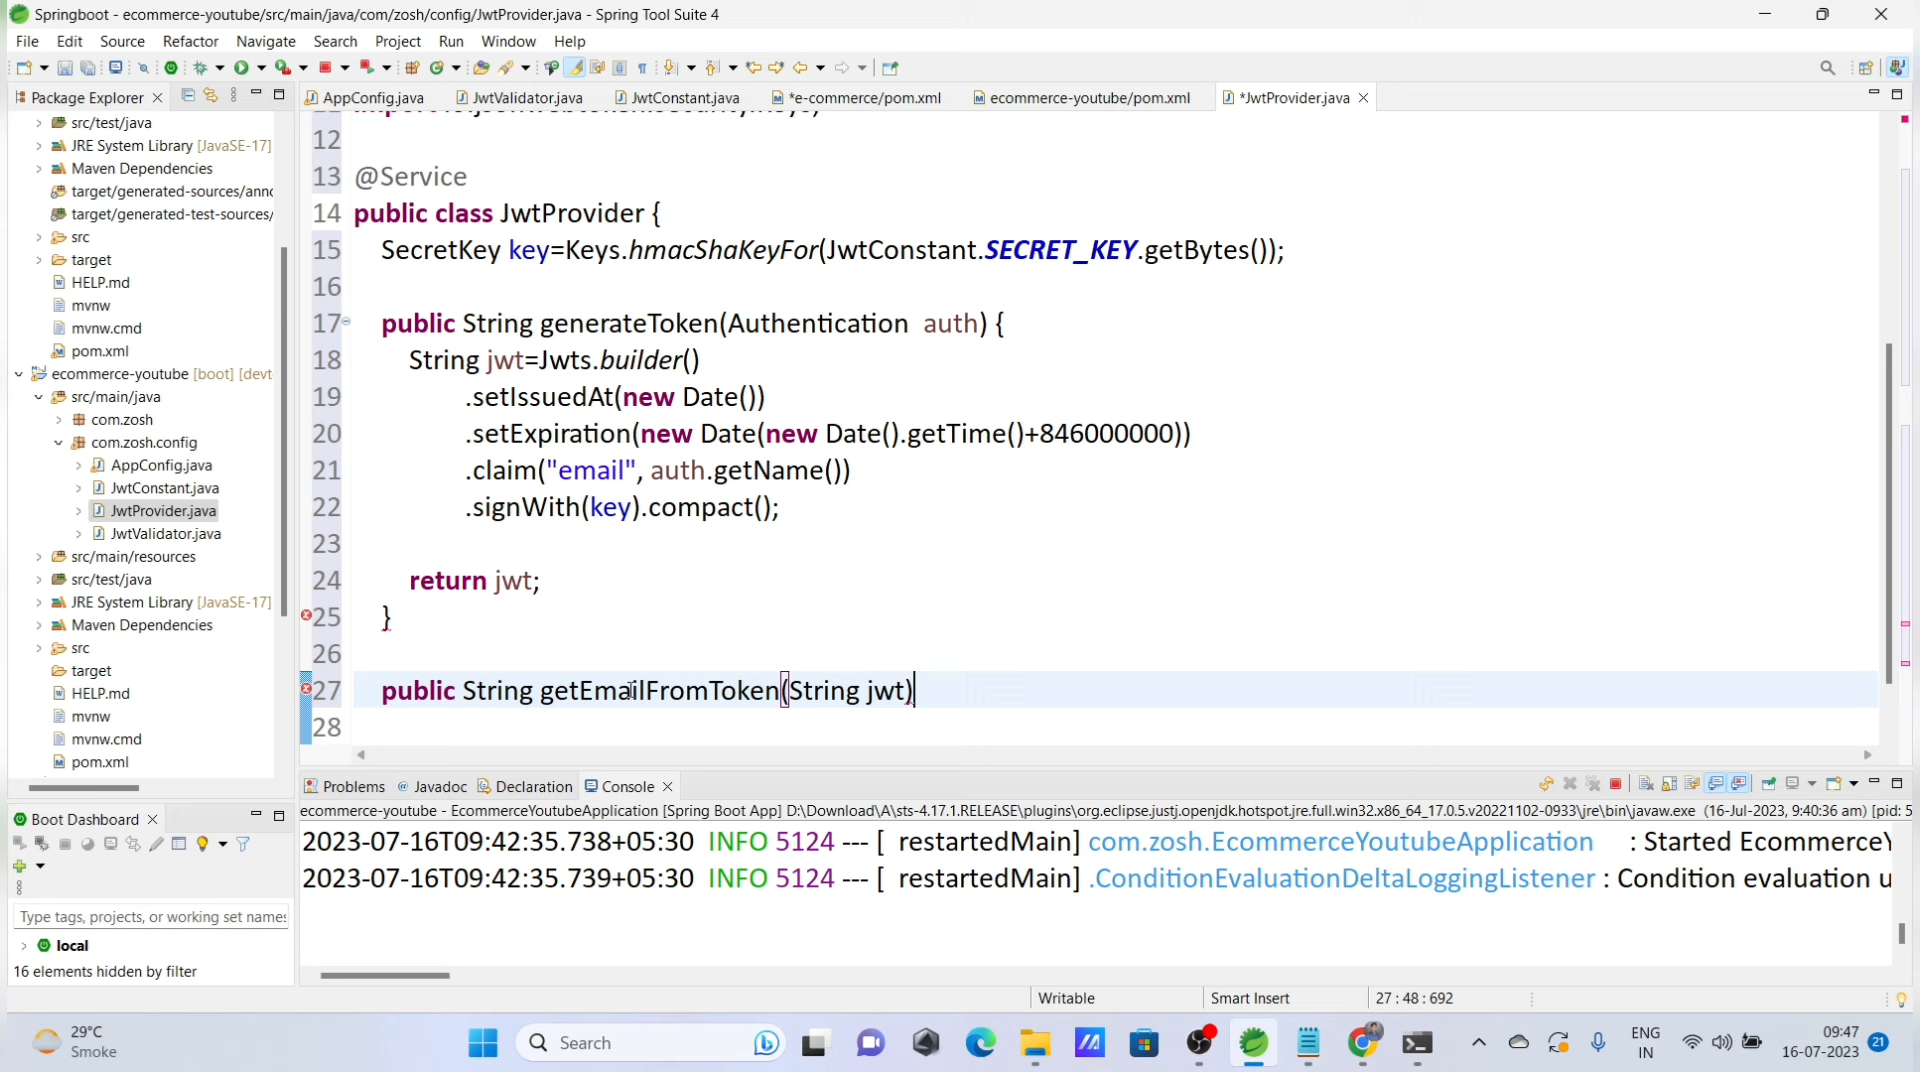 Springboot - ecommerce-youtube/src/main/java/com/zosh/config/JwtProvider.java - Spring Tool Suite 4
File Edit Source Refactor Navigate Search Project Run Window Help
Package Explorer
AppConfig.java JwtValidator.java JwtConstant.java *e-commerce/pom.xml ecommerce-youtube/pom.xml *JwtProvider.java
src/test/java
JRE System Library [JavaSE-17]
Maven Dependencies
target/generated-sources/anno
target/generated-test-sources/
src
target
HELP.md
mvnw
mvnw.cmd
pom.xml
ecommerce-youtube [boot] [devt
src/main/java
com.zosh
com.zosh.config
AppConfig.java
JwtConstant.java
JwtProvider.java
JwtValidator.java
src/main/resources
src/test/java
JRE System Library [JavaSE-17]
Maven Dependencies
src
target
HELP.md
mvnw
mvnw.cmd
pom.xml
12
13 @Service
14 public class JwtProvider {
15 SecretKey key=Keys.hmacShaKeyFor(JwtConstant.SECRET_KEY.getBytes());
16
17 public String generateToken(Authentication auth) {
18 String jwt=Jwts.builder()
19 .setIssuedAt(new Date())
20 .setExpiration(new Date(new Date().getTime()+846000000))
21 .claim("email", auth.getName())
22 .signWith(key).compact();
23
24 return jwt;
25 }
26
27 public String getEmailFromToken(String jwt)
28
Problems @ Javadoc Declaration Console
ecommerce-youtube - EcommerceYoutubeApplication [Spring Boot App] D:\Download\A\sts-4.17.1.RELEASE\plugins\org.eclipse.justj.openjdk.hotspot.jre.full.win32.x86_64_17.0.5.v20221102-0933\jre\bin\javaw.exe (16-Jul-2023, 9:40:36 am) [pid: 5
2023-07-16T09:42:35.738+05:30 INFO 5124 --- [ restartedMain] com.zosh.EcommerceYoutubeApplication : Started EcommerceY
2023-07-16T09:42:35.739+05:30 INFO 5124 --- [ restartedMain] .ConditionEvaluationDeltaLoggingListener : Condition evaluation u
Boot Dashboard
Type tags, projects, or working set names
local
16 elements hidden by filter
Writable Smart Insert 27 : 48 : 692
29°C
Smoke
Search
ENG
IN
09:47
16-07-2023
21